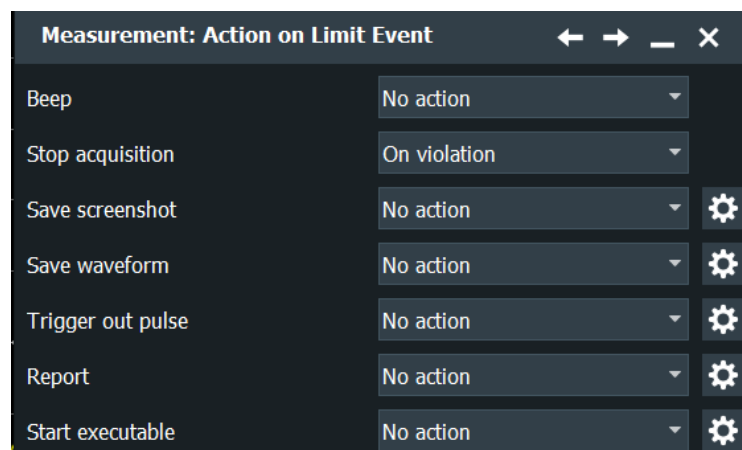 Measurement: Action on Limit Event
Beep No action
Stop acquisition On violation
Save screenshot No action
Save waveform No action
Trigger out pulse No action
Report No action
Start executable No action